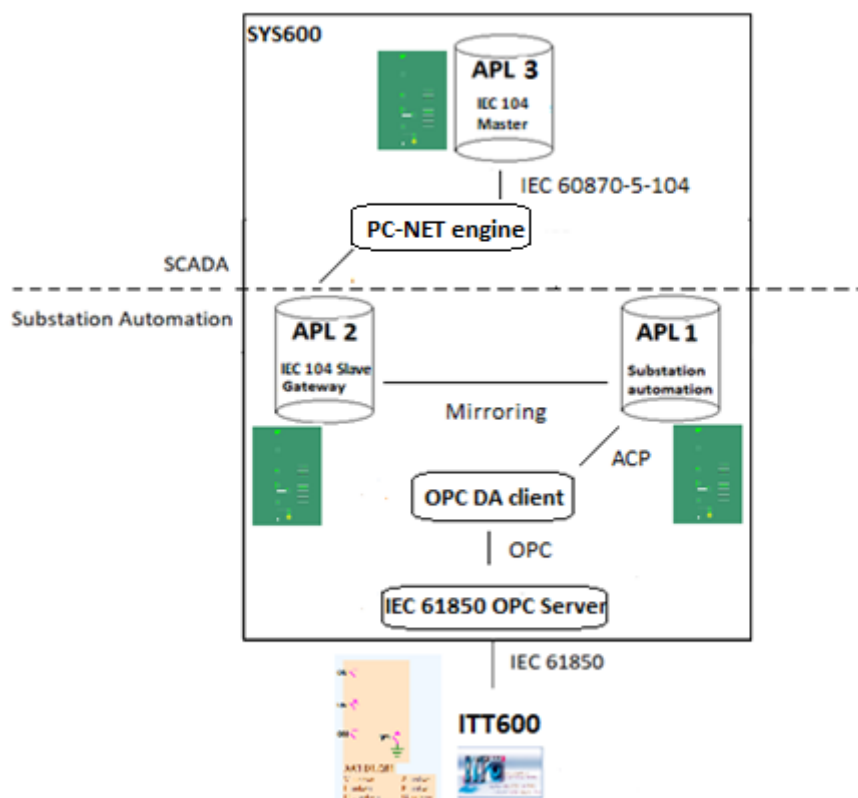 SYS600
APL 3
IEC 104
Master
IEC 60870-5-104
PC-NET engine
SCADA
Substation Automation
APL 2
IEC 104 Slave
Gateway
APL 1
Substation
automation
Mirroring
ACP
OPC DA client
OPC
IEC 61850 OPC Server
IEC 61850
ITT600